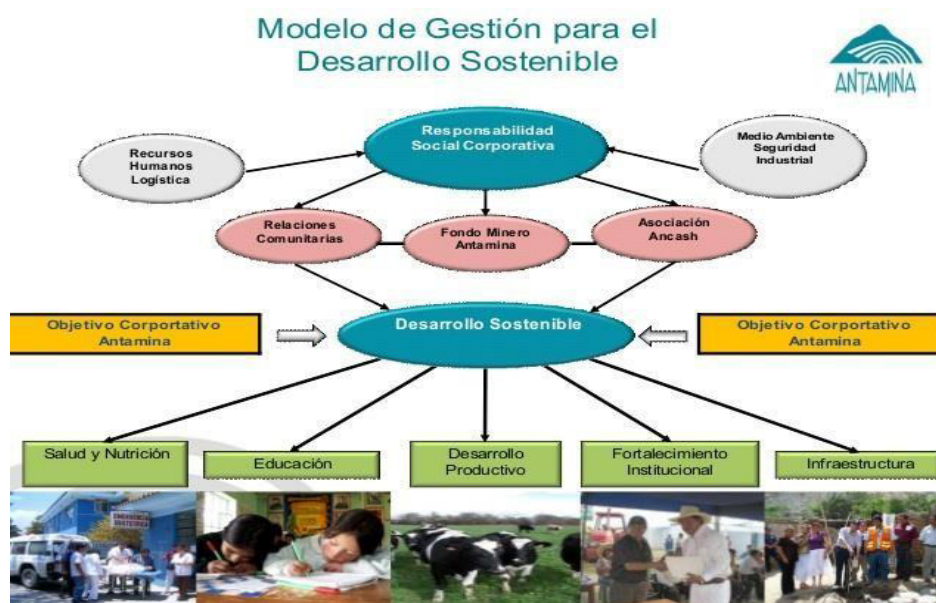 Modelo de Gestión para el
Desarrollo Sostenible
ANTAMINA
Responsabilidad
Social Corporativa
Recursos
Humanos
Logística
Medio Ambiente
Seguridad
Industrial
Relaciones
Comunitarias
Fondo Minero
Antamina
Asociación
Ancash
Objetivo Corportativo
Antamina
Desarrollo Sostenible
Objetivo Corportativo
Antamina
Salud y Nutrición
Educación
Desarrollo
Productivo
Fortalecimiento
Institucional
Infraestructura
EMERGENCIA